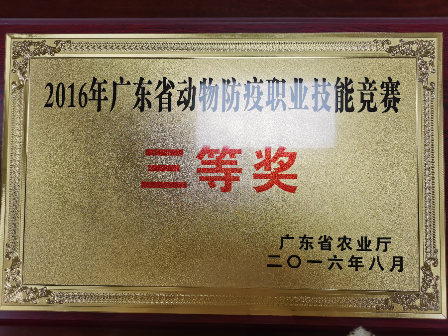 2016年广东省动物防疫职业技能竞赛
三等奖
广东省农业厅
二〇一六年八月